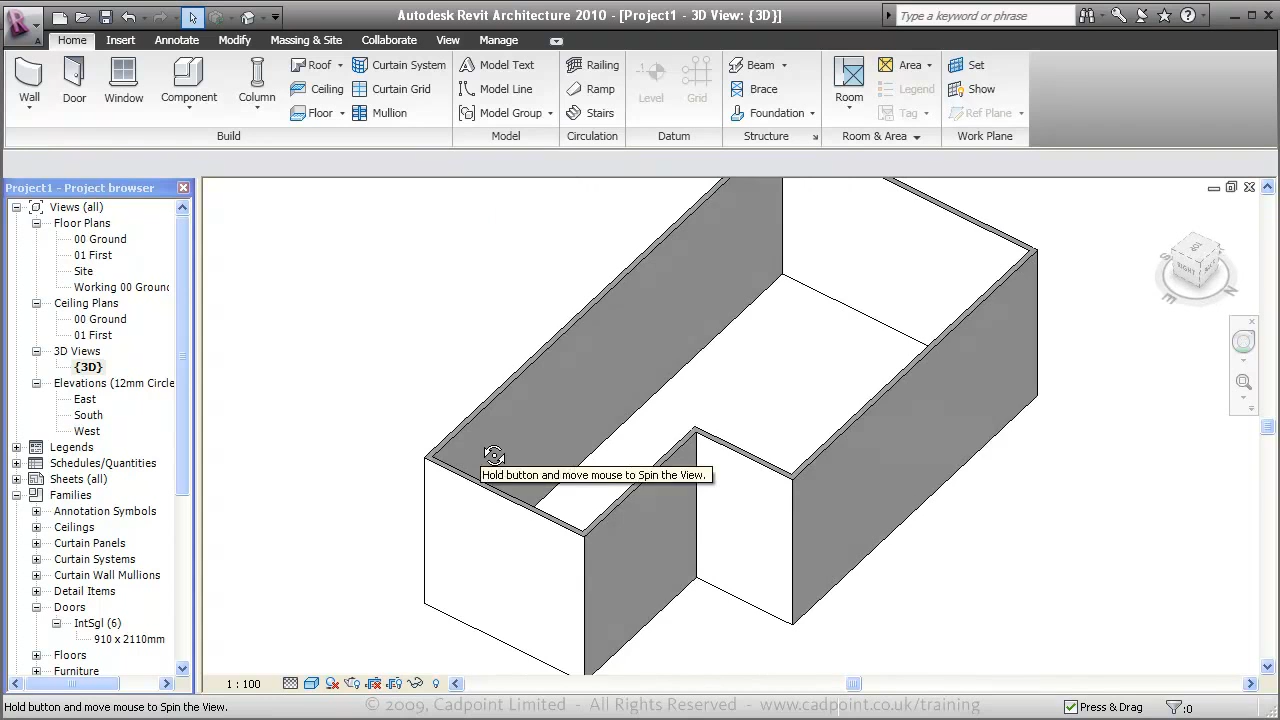 Autodesk Revit Architecture 2010 - [Project1 - 3D View: {3D}]
Type a keyword or phrase
Home Insert Annotate Modify Massing & Site Collaborate View Manage
Wall Door Window Component Column
Roof Curtain System
Ceiling Curtain Grid
Floor Mullion
Build
Model Text
Model Line
Model Group
Model
Railing
Ramp
Stairs
Circulation
Level Grid
Datum
Beam
Brace
Foundation
Structure
Room
Area
Legend
Tag
Room & Area
Set
Show
Ref Plane
Work Plane
Project1 - Project browser
Views (all)
Floor Plans
00 Ground
01 First
Site
Working 00 Ground
Ceiling Plans
00 Ground
01 First
3D Views
{3D}
Elevations (12mm Circle
East
South
West
Legends
Schedules/Quantities
Sheets (all)
Families
Annotation Symbols
Ceilings
Curtain Panels
Curtain Systems
Curtain Wall Mullions
Detail Items
Doors
IntSgl (6)
910 x 2110mm
Floors
Furniture
TOP
RIGHT
BACK
E
N
Hold button and move mouse to Spin the View.
1 : 100
Hold button and move mouse to Spin the View.
© 2009, Cadpoint Limited - All Rights Reserved - www.cadpoint.co.uk/training
Press & Drag
:0